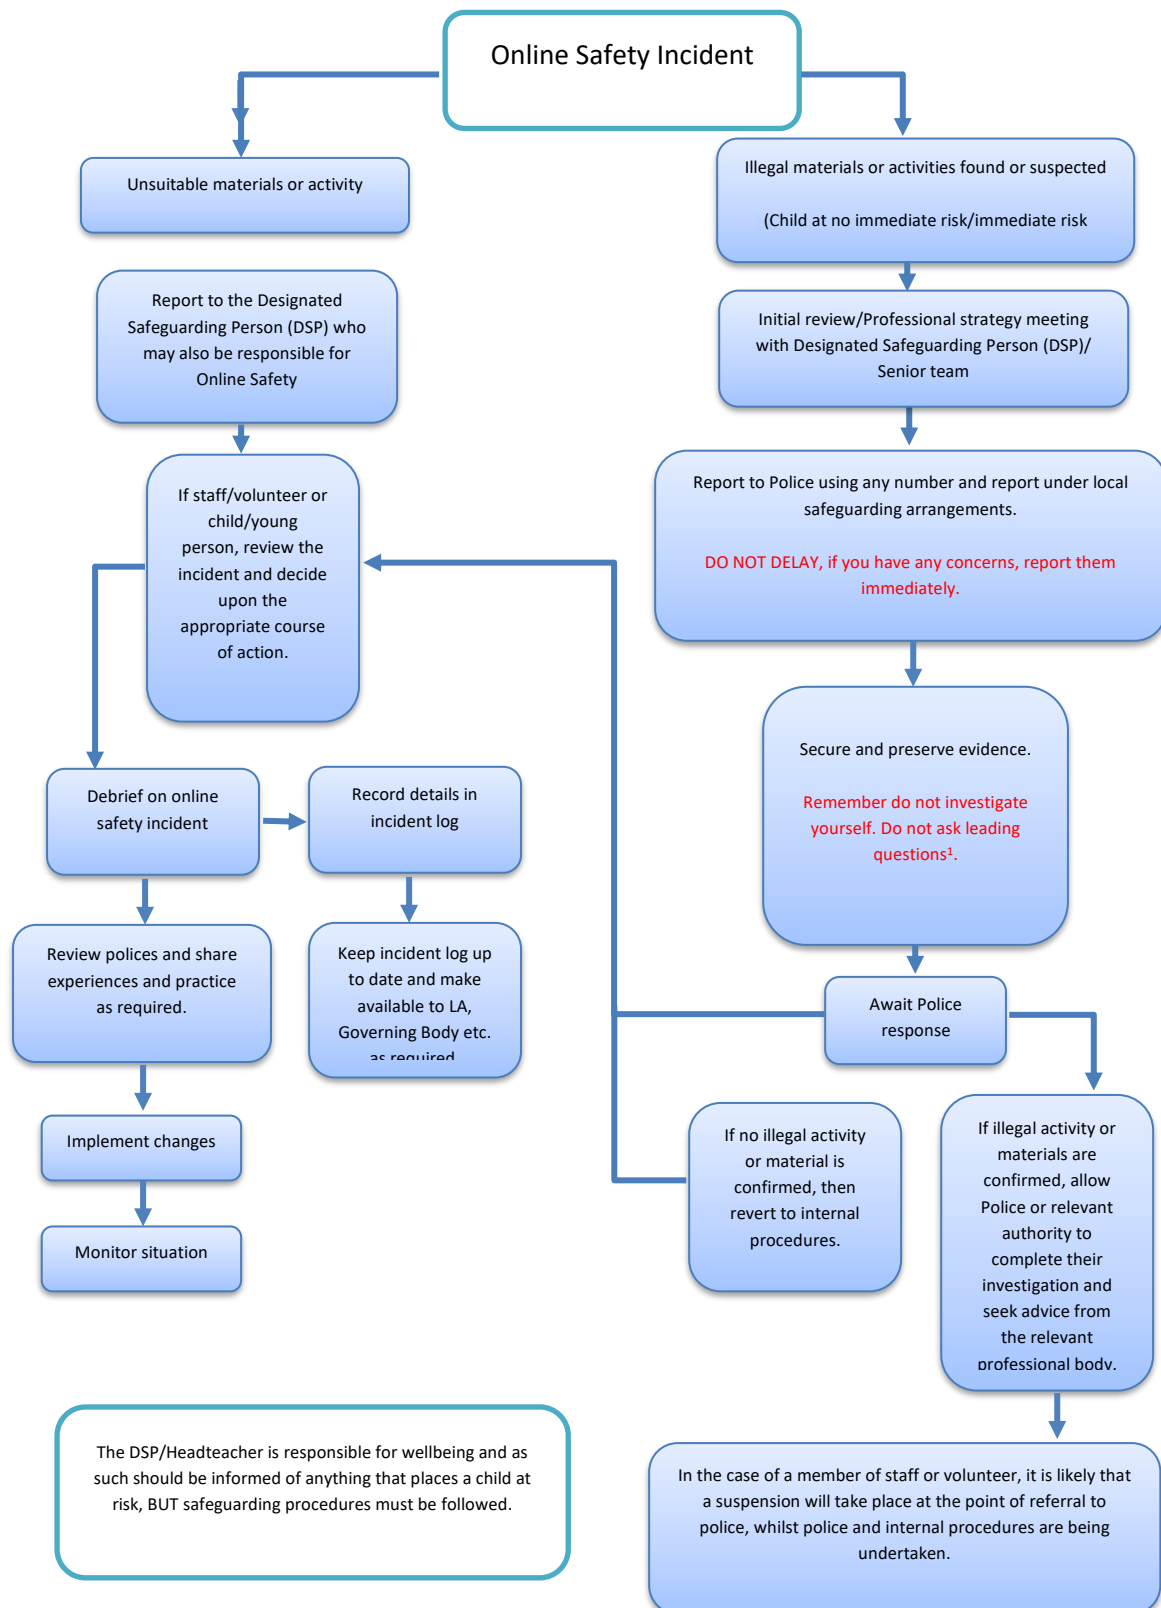 Online Safety Incident
Unsuitable materials or activity
Illegal materials or activities found or suspected
(Child at no immediate risk/immediate risk
Report to the Designated
Safeguarding Person (DSP) who
may also be responsible for
Online Safety
Initial review/Professional strategy meeting
with Designated Safeguarding Person (DSP)/
Senior team
If staff/volunteer or
child/young
person, review the
incident and decide
upon the
appropriate course
of action.
Report to Police using any number and report under local
safeguarding arrangements.
DO NOT DELAY, if you have any concerns, report them
immediately.
Secure and preserve evidence.
Remember do not investigate
yourself. Do not ask leading
questions¹.
Debrief on online
safety incident
Record details in
incident log
Review polices and share
experiences and practice
as required.
Keep incident log up
to date and make
available to LA,
Governing Body etc.
as required
Await Police
response
Implement changes
Monitor situation
If no illegal activity
or material is
confirmed, then
revert to internal
procedures.
If illegal activity or
materials are
confirmed, allow
Police or relevant
authority to
complete their
investigation and
seek advice from
the relevant
professional body.
The DSP/Headteacher is responsible for wellbeing and as
such should be informed of anything that places a child at
risk, BUT safeguarding procedures must be followed.
In the case of a member of staff or volunteer, it is likely that
a suspension will take place at the point of referral to
police, whilst police and internal procedures are being
undertaken.